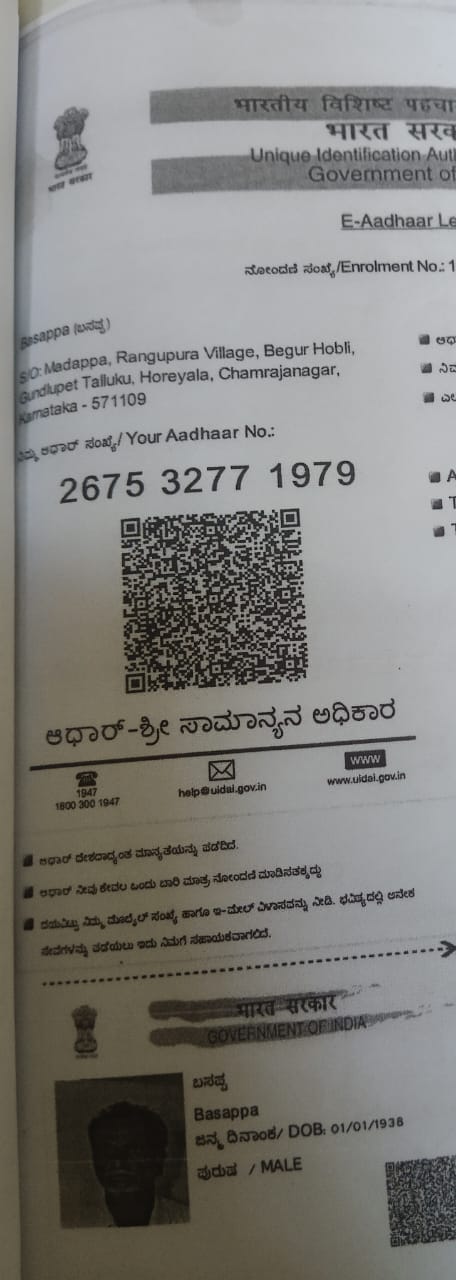 भारतीय विशिष्ट पहचा
भारत सरक
Unique Identification Aut
Government of
भारत सरकार
E-Aadhaar Le
ನೋಂದಣಿ ಸಂಖ್ಯೆ/Enrolment No.: 1
Basappa (ಬಸಪ್ಪ)
S/O: Madappa, Rangupura Village, Begur Hobli,
Gundlupet Talluku, Horeyala, Chamrajanagar,
Karnataka - 571109
ನಿಮ್ಮ ಆಧಾರ್ ಸಂಖ್ಯೆ/ Your Aadhaar No.:
2675 3277 1979
ಆಧಾರ್-ಶ್ರೀ ಸಾಮಾನ್ಯನ ಅಧಿಕಾರ
1947
1800 300 1947
help@uidai.gov.in
WWW
www.uidai.gov.in
ಆಧಾರ್ ದೇಶದಾದ್ಯಂತ ಮಾನ್ಯತೆಯನ್ನು ಪಡೆದಿದೆ.
ಆಧಾರ್ ನೀವು ಕೇವಲ ಒಂದು ಬಾರಿ ಮಾತ್ರ ನೋಂದಣಿ ಮಾಡಿಸತಕ್ಕದ್ದು
ದಯವಿಟ್ಟು ನಿಮ್ಮ ಮೊಬೈಲ್ ಸಂಖ್ಯೆ ಹಾಗೂ ಇ-ಮೇಲ್ ವಿಳಾಸವನ್ನು ನೀಡಿ. ಭವಿಷ್ಯದಲ್ಲಿ ಅನೇಕ
ಸೇವೆಗಳನ್ನು ಪಡೆಯಲು ಇದು ನಿಮಗೆ ಸಹಾಯಕವಾಗಲಿದೆ.
भारत सरकार
GOVERNMENT OF INDIA
ಬಸಪ್ಪ
Basappa
ಜನ್ಮ ದಿನಾಂಕ/ DOB: 01/01/1938
ಪುರುಷ / MALE